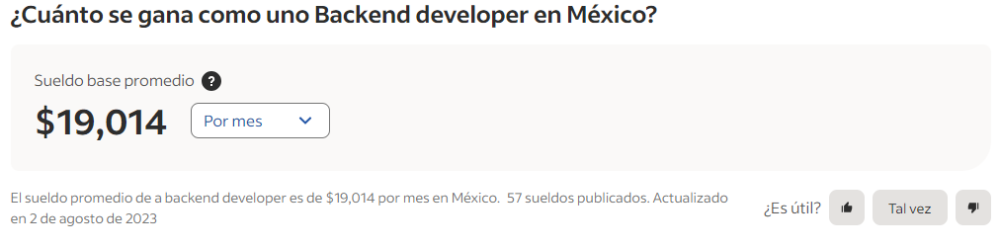 ¿Cuánto se gana como uno Backend developer en México?
Sueldo base promedio ?
$19,014 Por mes
El sueldo promedio de a backend developer es de $19,014 por mes en México. 57 sueldos publicados. Actualizado
en 2 de agosto de 2023
¿Es útil? Tal vez